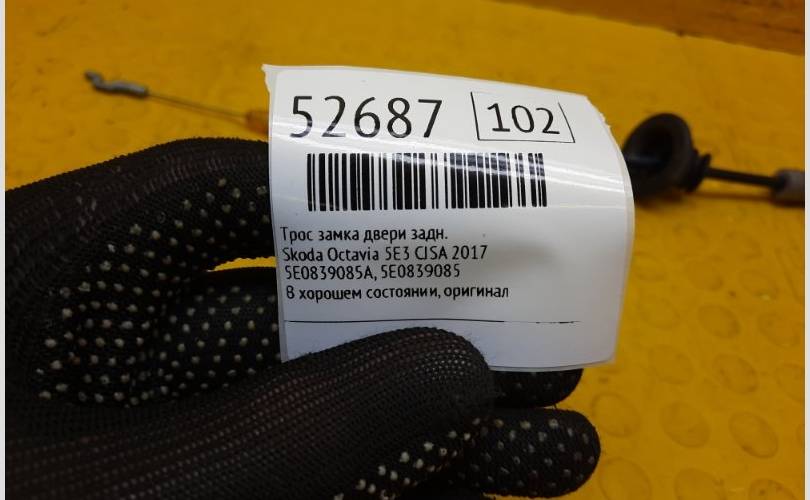 52687 102
Трос замка двери задн.
Skoda Octavia 5E3 CJSA 2017
5E0839085A, 5E0839085
В хорошем состоянии, оригинал